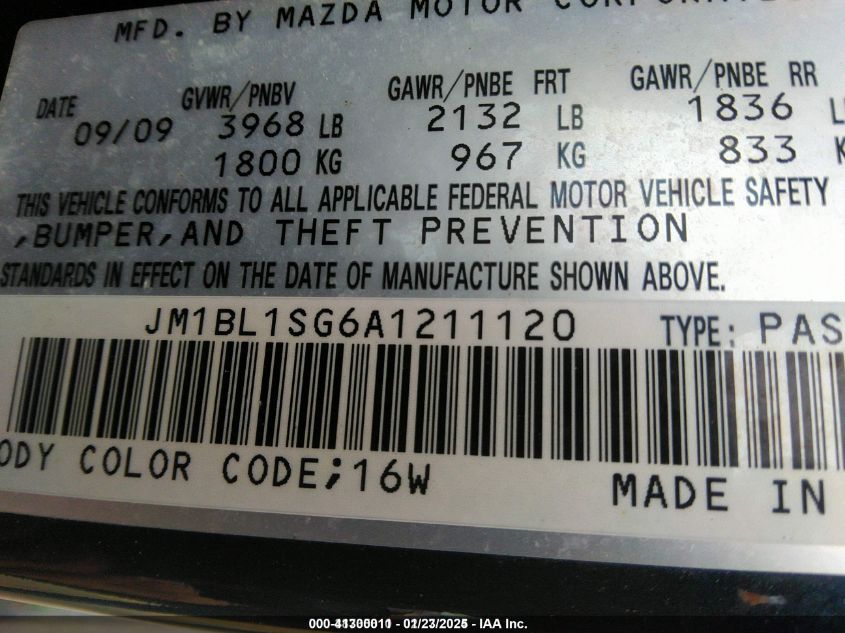 MFD. BY MAZDA MOTOR
DATE GVWR/PNBV GAWR/PNBE FRT GAWR/PNBE RR
09/09 3968 LB 2132 LB 1836
1800 KG 967 KG 833
THIS VEHICLE CONFORMS TO ALL APPLICABLE FEDERAL MOTOR VEHICLE SAFETY
,BUMPER,AND THEFT PREVENTION
STANDARDS IN EFFECT ON THE DATE OF MANUFACTURE SHOWN ABOVE.
JM1BL1SG6A1211120 TYPE: PAS
ODY COLOR CODE;16W MADE IN
01/23/2025 - IAA Inc.